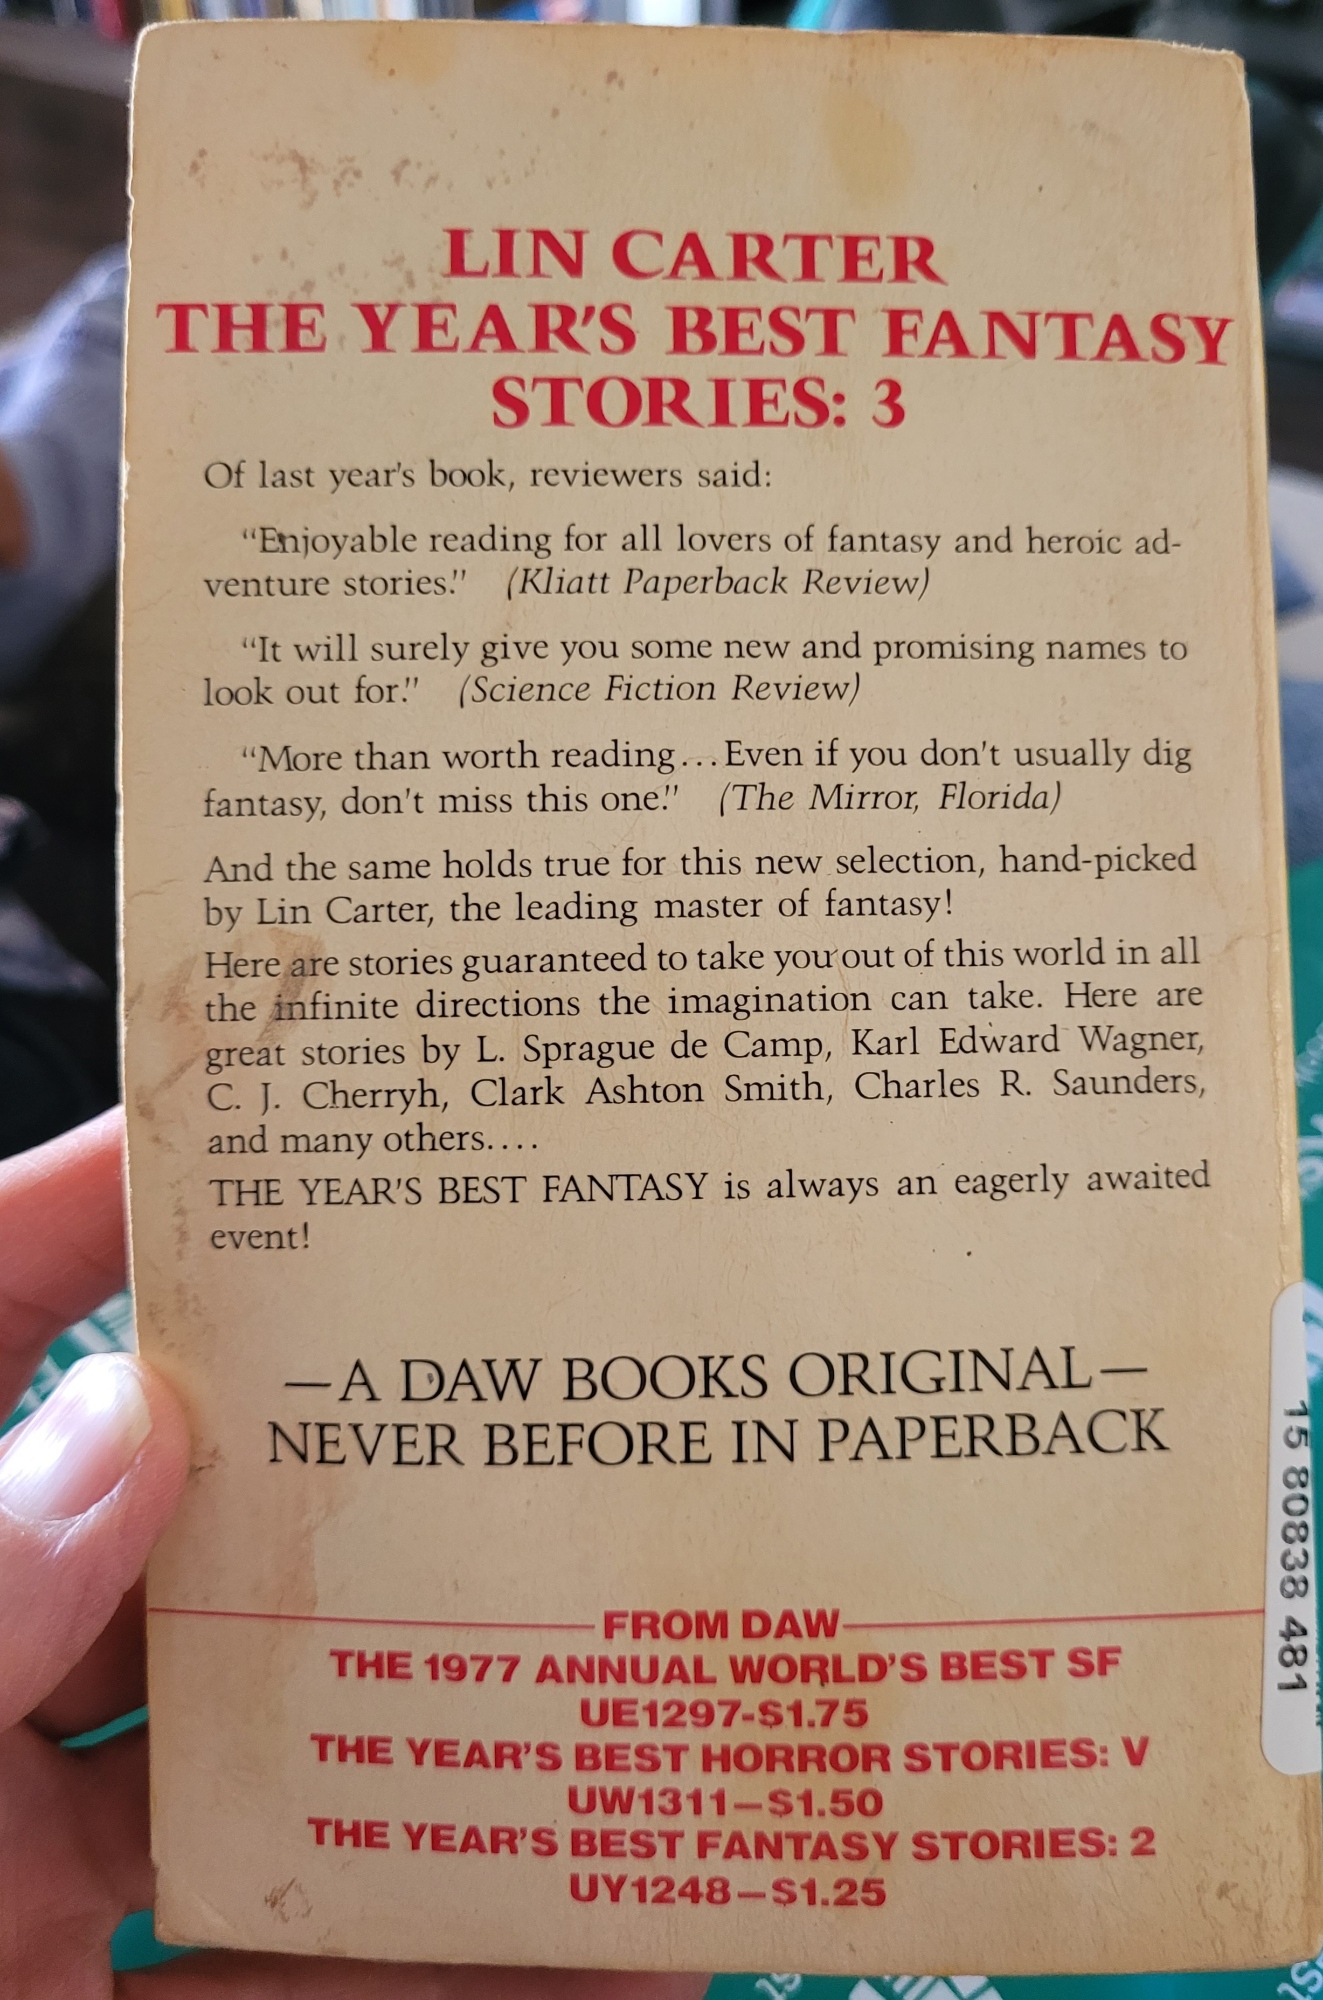 LIN CARTER
THE YEAR'S BEST FANTASY
STORIES: 3
Of last year's book, reviewers said:
"Enjoyable reading for all lovers of fantasy and heroic ad-
venture stories." (Kliatt Paperback Review)
"It will surely give you some new and promising names to
look out for." (Science Fiction Review)
"More than worth reading...Even if you don't usually dig
fantasy, don't miss this one." (The Mirror, Florida)
And the same holds true for this new selection, hand-picked
by Lin Carter, the leading master of fantasy!
Here are stories guaranteed to take you out of this world in all
the infinite directions the imagination can take. Here are
great stories by L. Sprague de Camp, Karl Edward Wagner,
C. J. Cherryh, Clark Ashton Smith, Charles R. Saunders,
and many others....
THE YEAR'S BEST FANTASY is always an eagerly awaited
event!
—A DAW BOOKS ORIGINAL—
NEVER BEFORE IN PAPERBACK
FROM DAW
THE 1977 ANNUAL WORLD'S BEST SF
UE1297-$1.75
THE YEAR'S BEST HORROR STORIES: V
UW1311—$1.50
THE YEAR'S BEST FANTASY STORIES: 2
UY1248—$1.25
15 80838 481